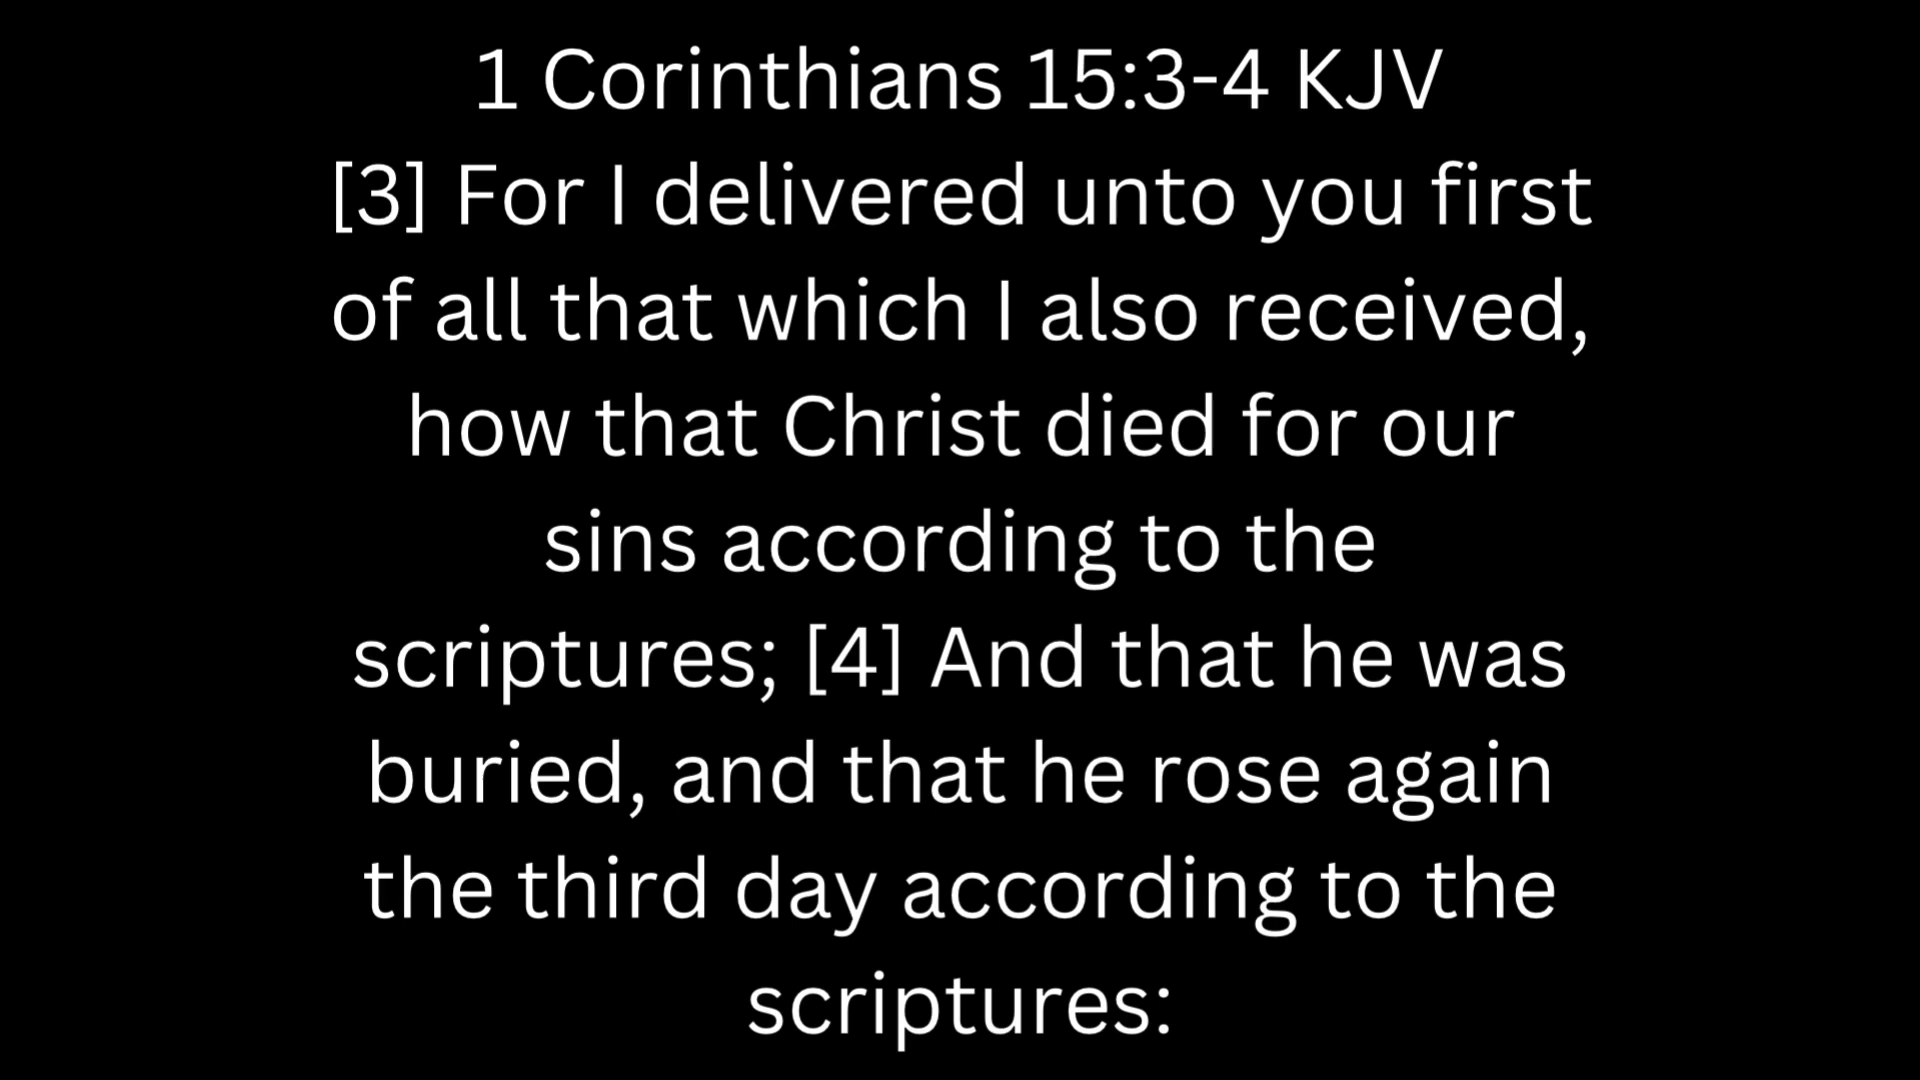 1 Corinthians 15:3-4 KJV
[3] For I delivered unto you first
of all that which I also received,
how that Christ died for our
sins according to the
scriptures; [4] And that he was
buried, and that he rose again
the third day according to the
scriptures: